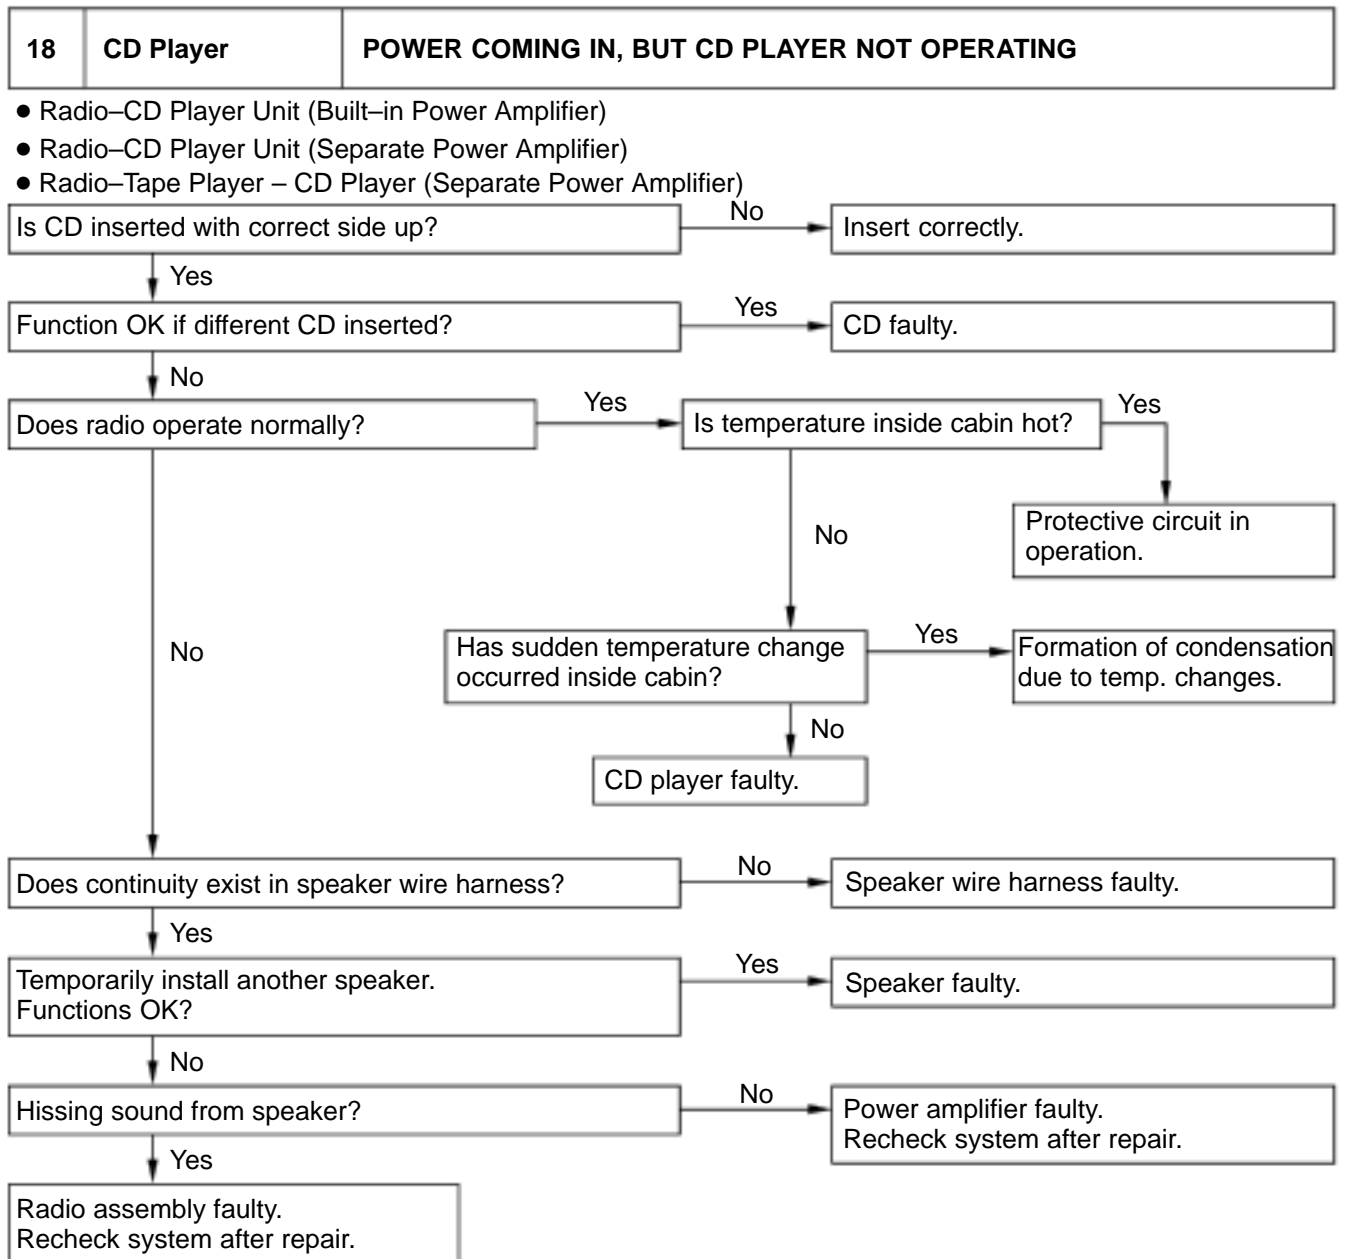 18 CD Player POWER COMING IN, BUT CD PLAYER NOT OPERATING
● Radio–CD Player Unit (Built–in Power Amplifier)
● Radio–CD Player Unit (Separate Power Amplifier)
● Radio–Tape Player – CD Player (Separate Power Amplifier)
Is CD inserted with correct side up?
No
Insert correctly.
Yes
Function OK if different CD inserted?
Yes
CD faulty.
No
Does radio operate normally?
Yes
Is temperature inside cabin hot?
Yes
Protective circuit in
operation.
No
Has sudden temperature change
occurred inside cabin?
Yes
Formation of condensation
due to temp. changes.
No
CD player faulty.
No
Does continuity exist in speaker wire harness?
No
Speaker wire harness faulty.
Yes
Temporarily install another speaker.
Functions OK?
Yes
Speaker faulty.
No
Hissing sound from speaker?
No
Power amplifier faulty.
Recheck system after repair.
Yes
Radio assembly faulty.
Recheck system after repair.